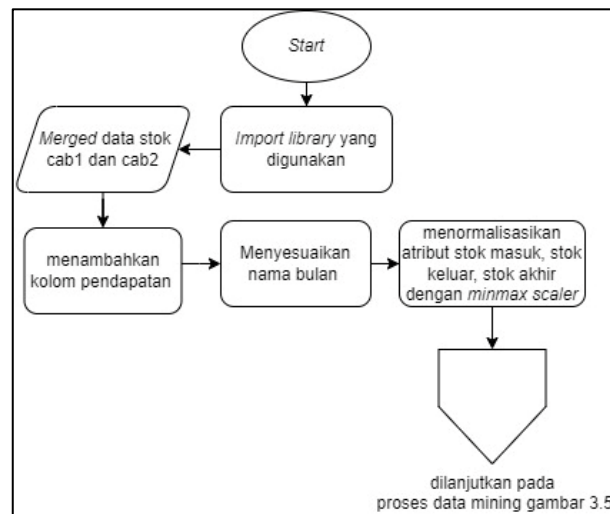 Start
Import library yang
digunakan
Merged data stok
cab1 dan cab2
menambahkan
kolom pendapatan
Menyesuaikan
nama bulan
menormalisasikan
atribut stok masuk, stok
keluar, stok akhir
dengan minmax scaler
dilanjutkan pada
proses data mining gambar 3.5